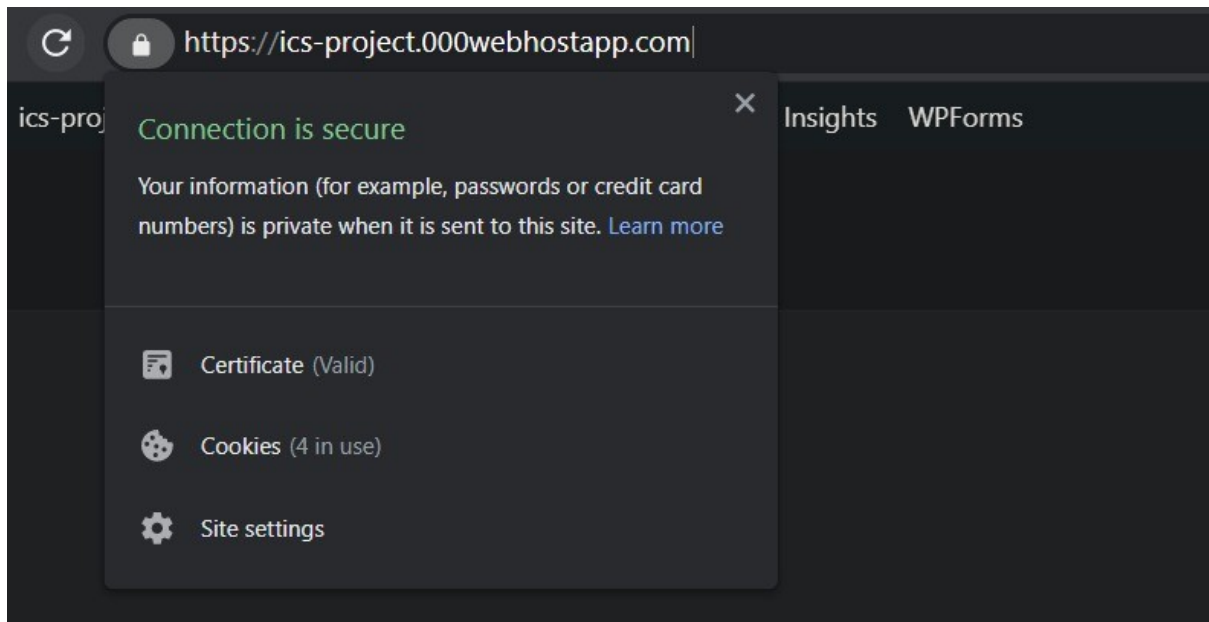 https://ics-project.000webhostapp.com
ics-proj
Insights WPForms
Connection is secure
Your information (for example, passwords or credit card
numbers) is private when it is sent to this site. Learn more
Certificate (Valid)
Cookies (4 in use)
Site settings